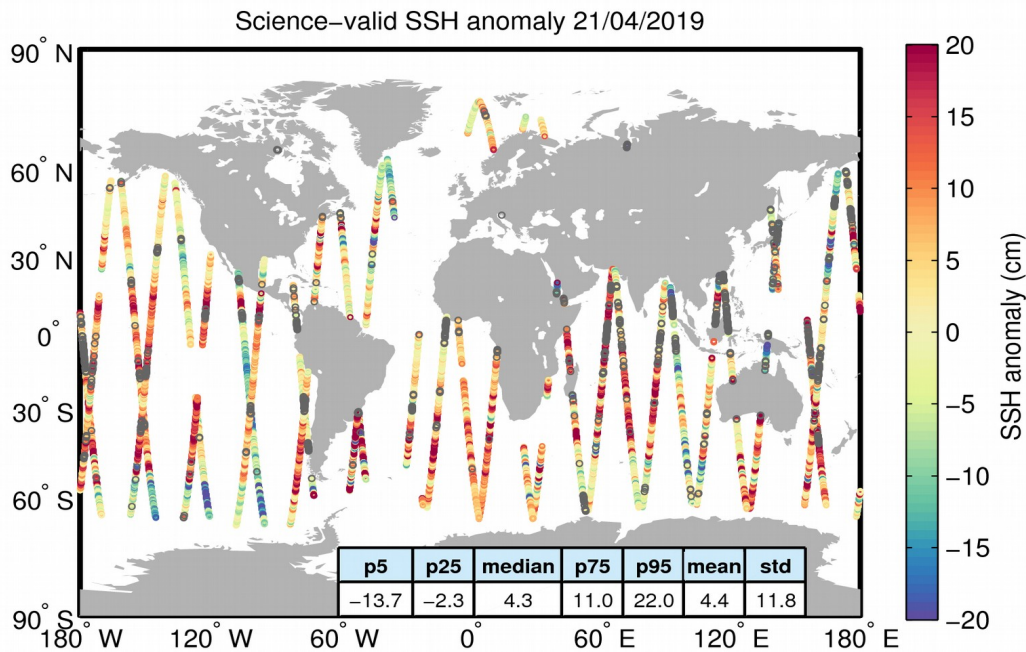 Science−valid SSH anomaly 21/04/2019
90° N
60° N
30° N
0°
30° S
60° S
90° S
180° W
120° W
60° W
0°
60° E
120° E
180° E
p5 p25 median p75 p95 mean std
−13.7 −2.3 4.3 11.0 22.0 4.4 11.8
20
15
10
5
0
−5
−10
−15
−20
SSH anomaly (cm)